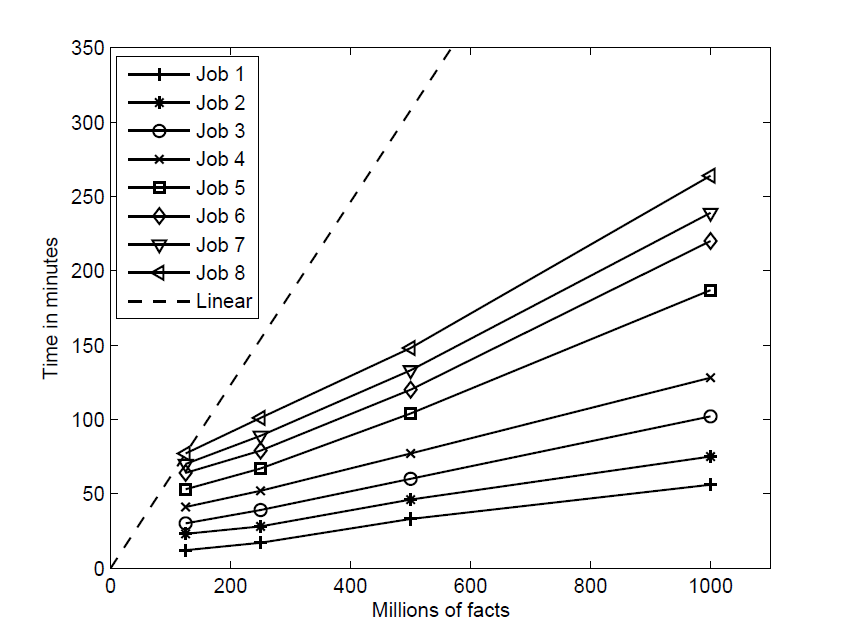 350
300
250
200
150
100
50
0
Time in minutes
Job 1
Job 2
Job 3
Job 4
Job 5
Job 6
Job 7
Job 8
Linear
0 200 400 600 800 1000
Millions of facts